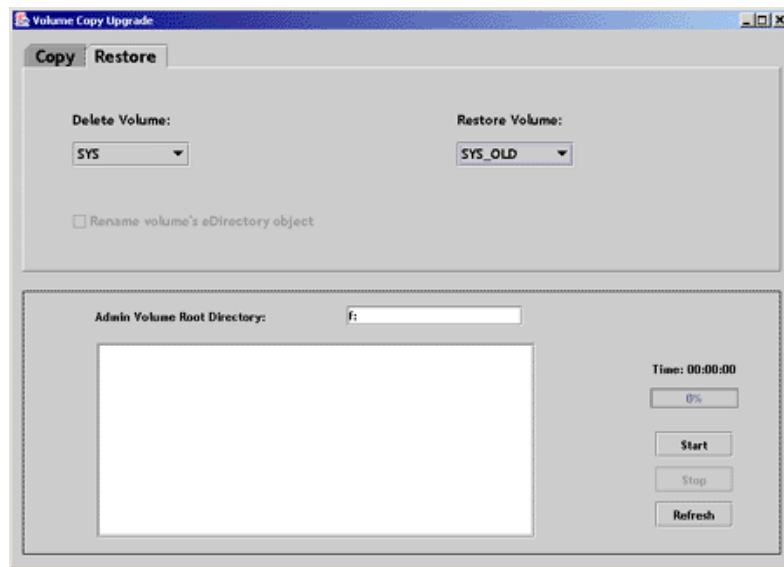 Volume Copy Upgrade
Copy Restore
Delete Volume: Restore Volume:
SYS SYS_OLD
Rename volume's eDirectory object
Admin Volume Root Directory: f:
Time: 00:00:00
0%
Start
Stop
Refresh